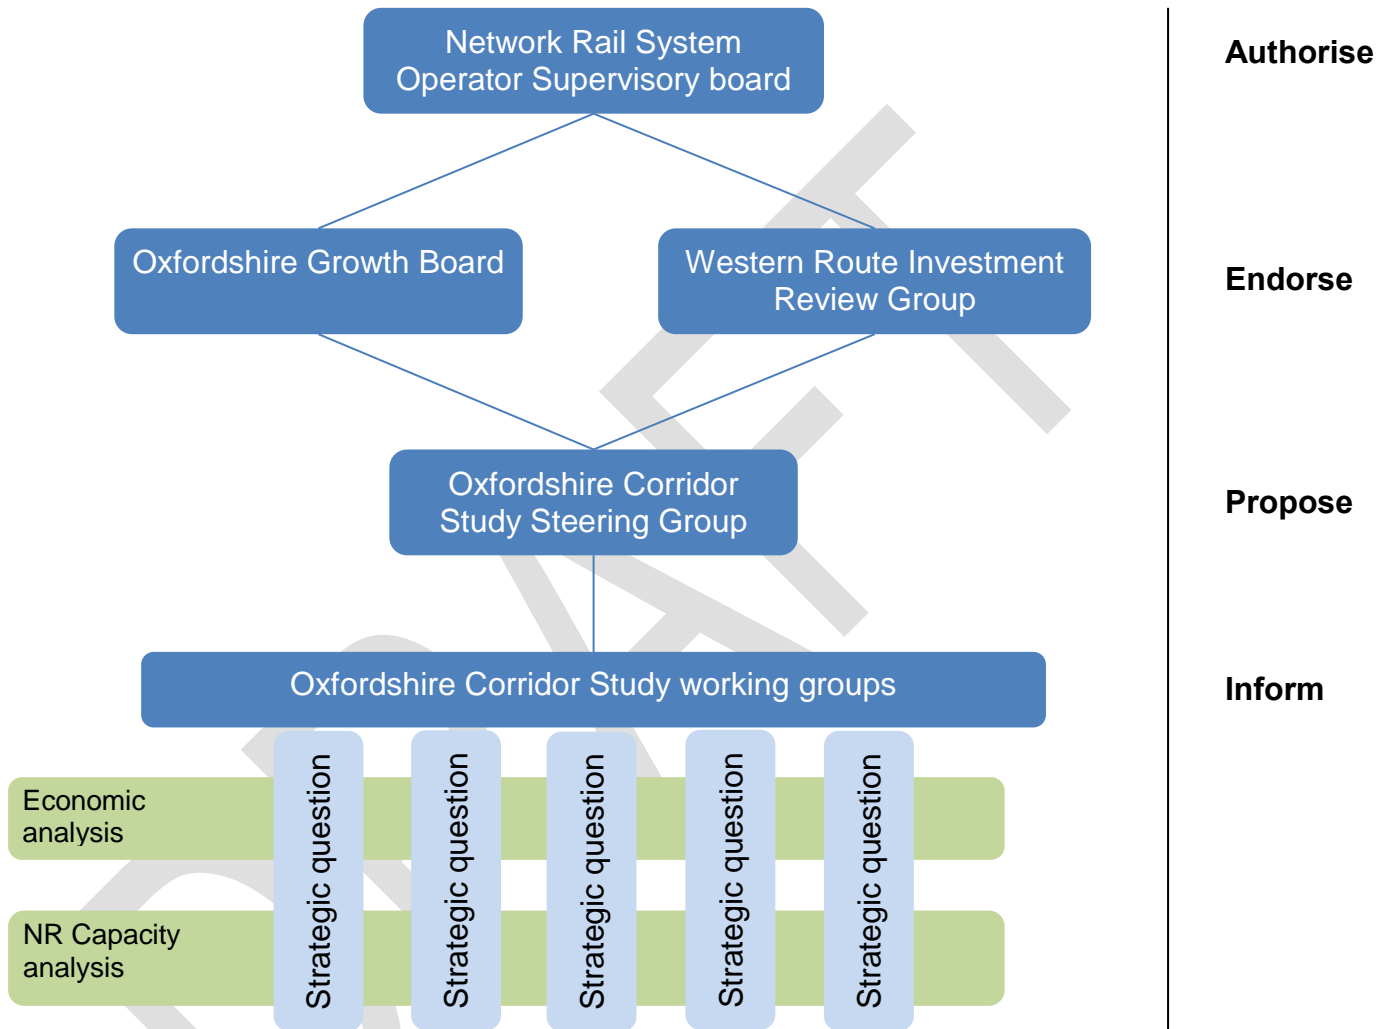 Network Rail System
Operator Supervisory board
Authorise
Oxfordshire Growth Board
Western Route Investment
Review Group
Endorse
Oxfordshire Corridor
Study Steering Group
Propose
Oxfordshire Corridor Study working groups
Inform
Economic
analysis
NR Capacity
analysis
Strategic question
Strategic question
Strategic question
Strategic question
Strategic question
DRAFT